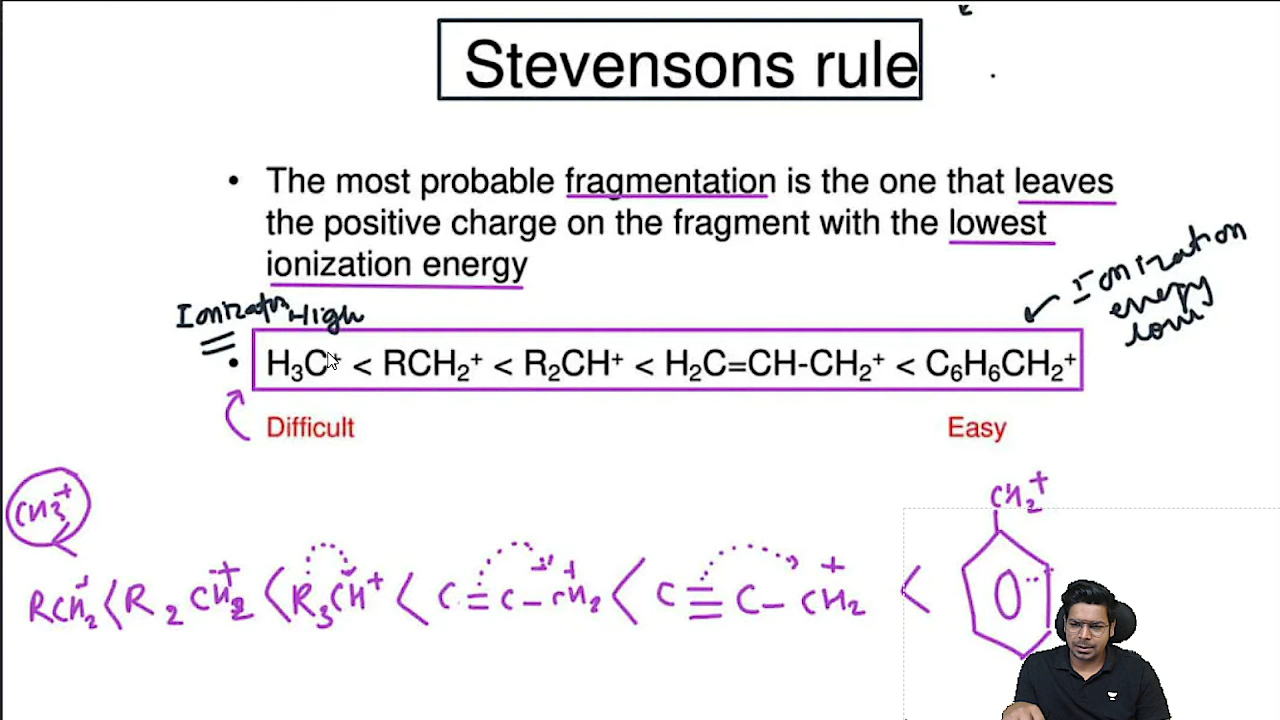 Stevensons rule
• The most probable fragmentation is the one that leaves
the positive charge on the fragment with the lowest
ionization energy
Ionization High
Ionization
energy
low
• H₃C⁺ < RCH₂⁺ < R₂CH⁺ < H₂C=CH-CH₂⁺ < C₆H₆CH₂⁺
Difficult
Easy
CH₃⁺
CH₂⁺
RCH₂⁺ < R₂CH₂⁺ < R₃CH⁺ < C=C-CH₂⁺ < C≡C-CH₂⁺ <